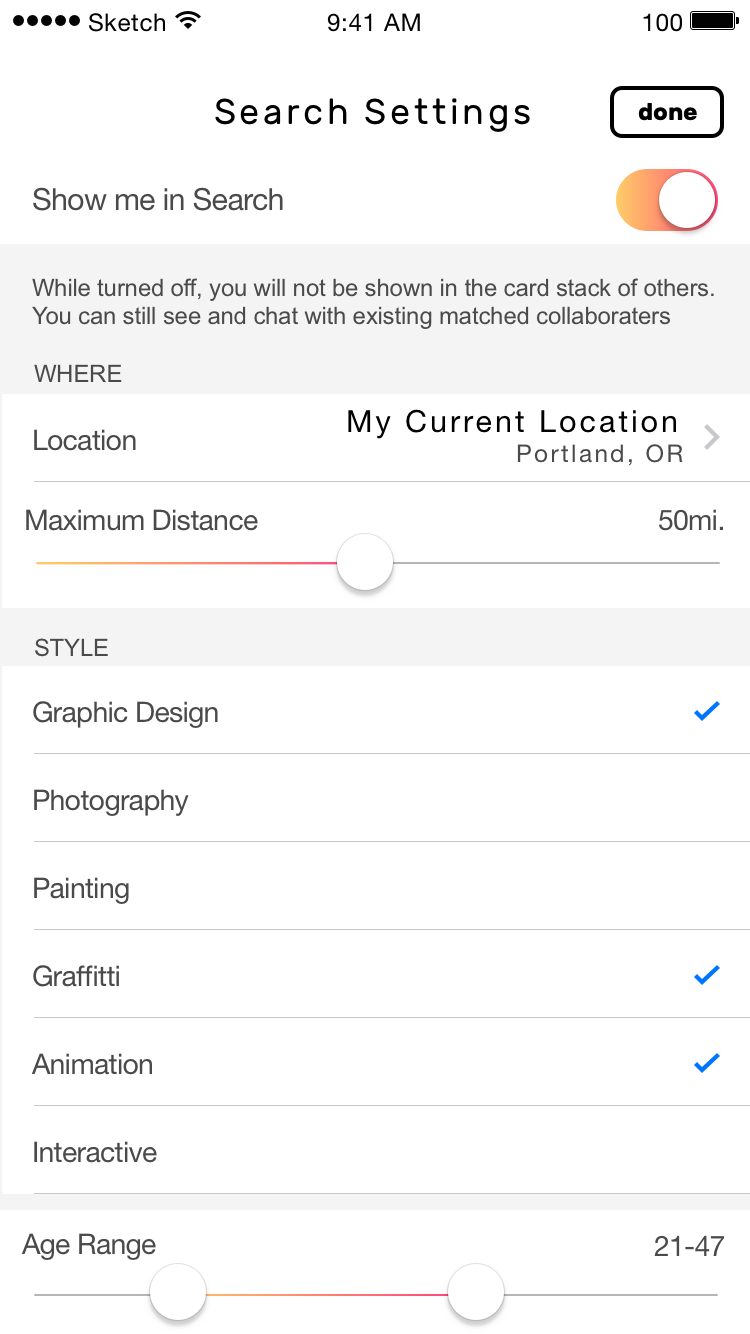 Sketch 9:41 AM 100
Search Settings done
Show me in Search
While turned off, you will not be shown in the card stack of others.
You can still see and chat with existing matched collaboraters
WHERE
My Current Location
Location
Portland, OR
Maximum Distance 50mi.
STYLE
Graphic Design
Photography
Painting
Graffitti
Animation
Interactive
Age Range 21-47